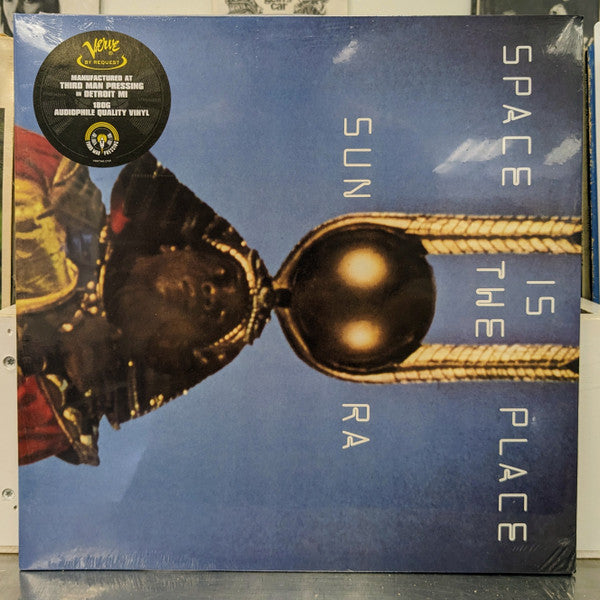 Verve
BY REQUEST
MANUFACTURED AT
THIRD MAN PRESSING
IN DETROIT MI
180G
AUDIOPHILE QUALITY VINYL
SPACE IS THE PLACE
SUN RA